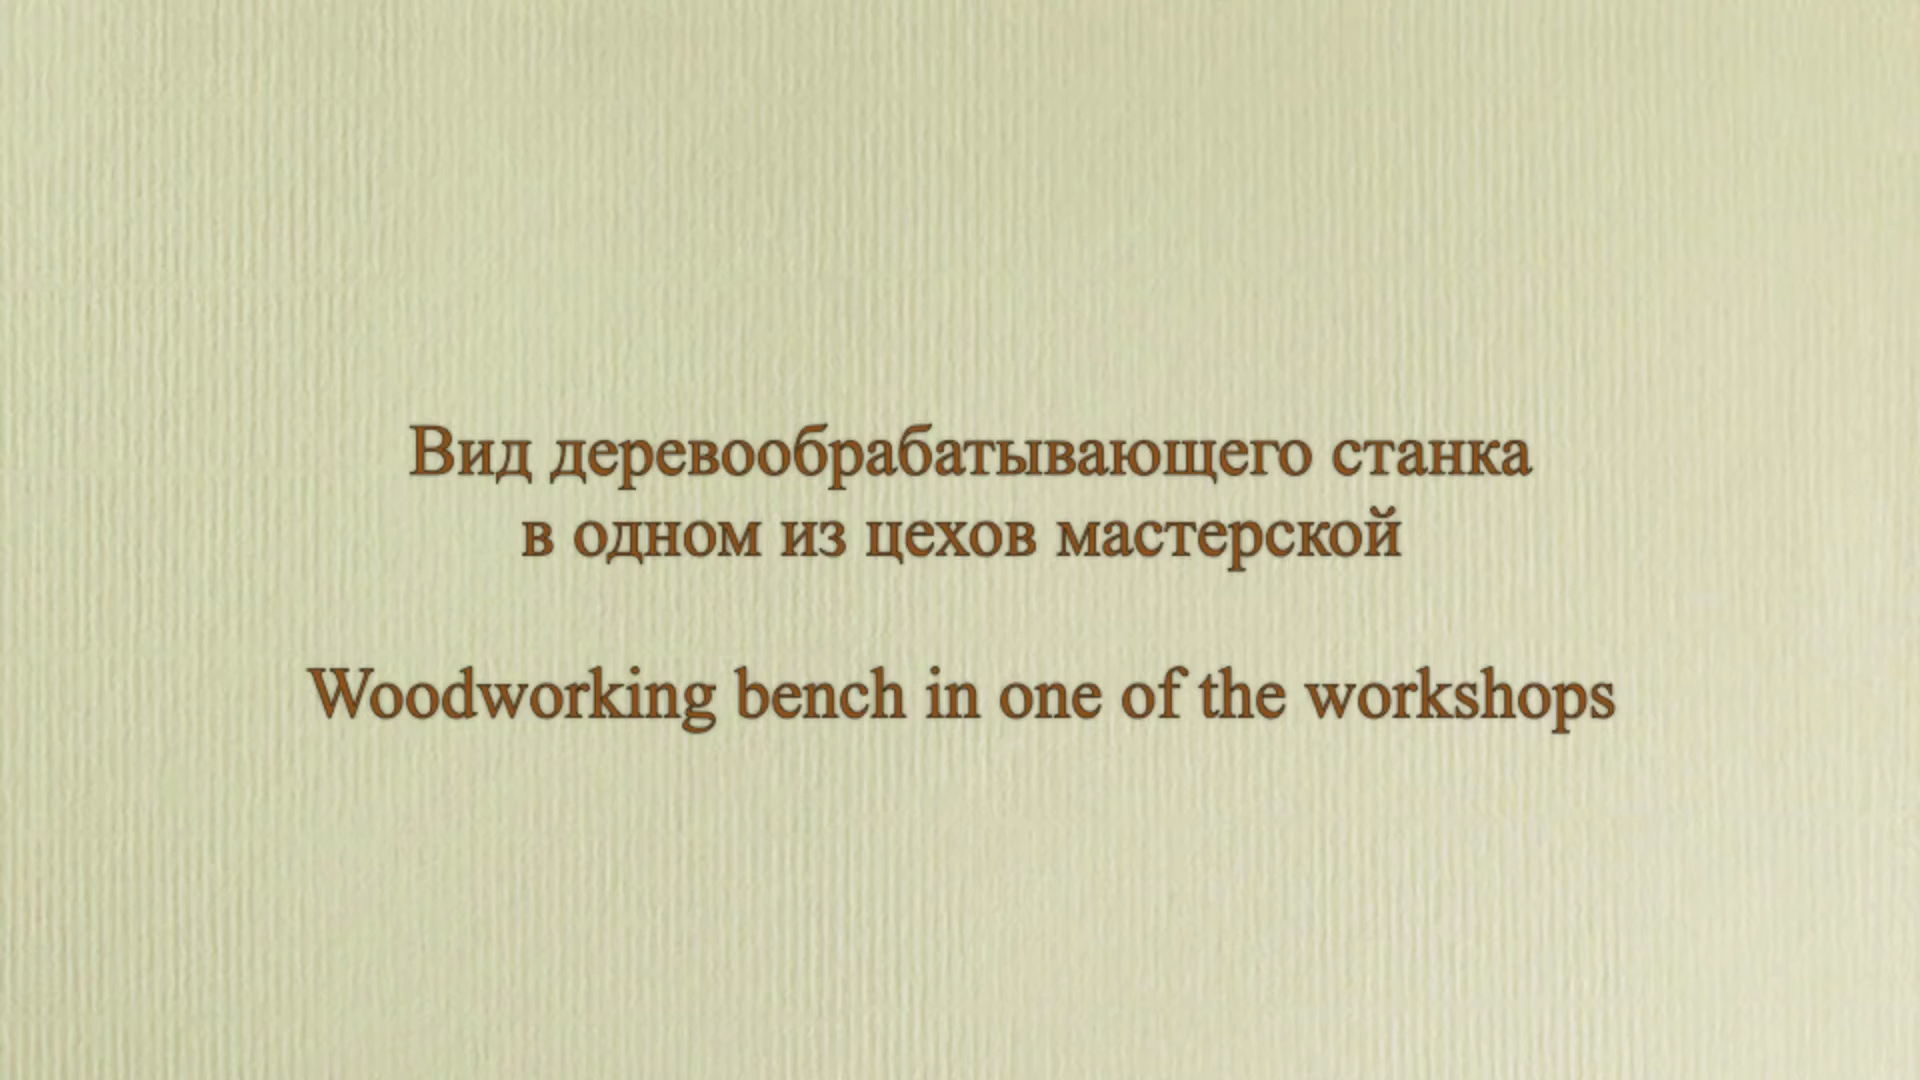 Вид деревообрабатывающего станка
в одном из цехов мастерской
Woodworking bench in one of the workshops